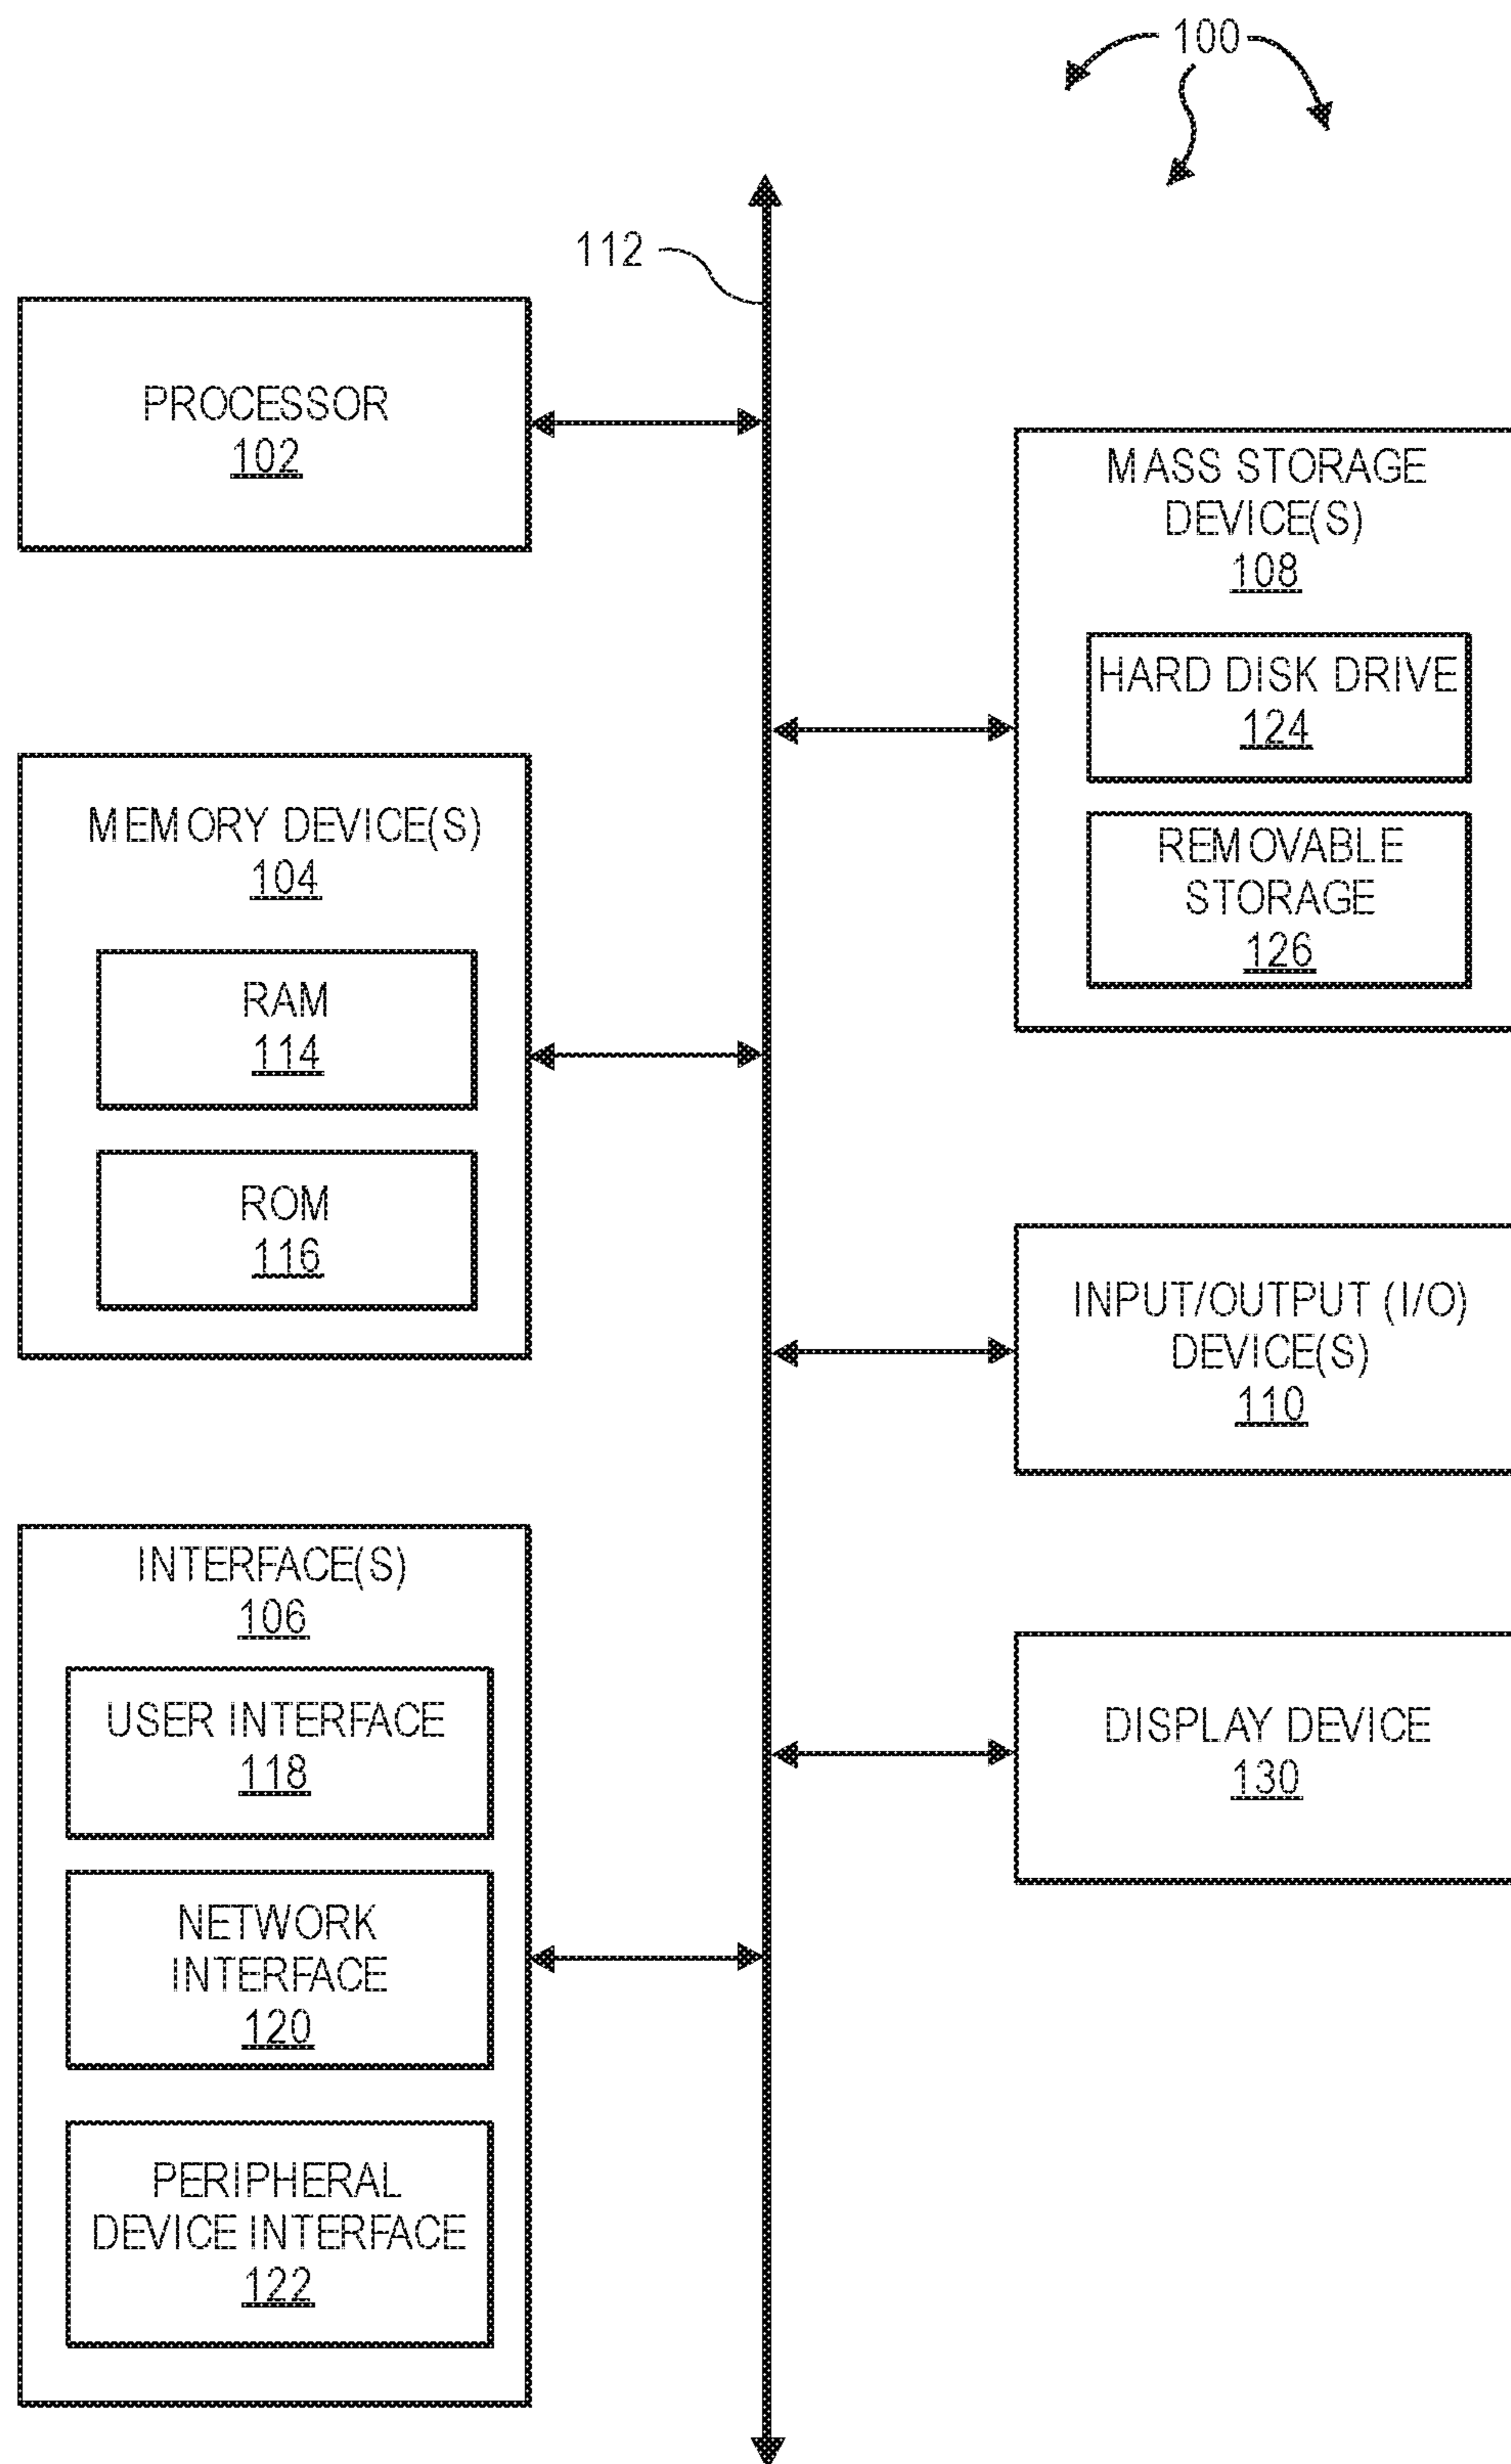 100
112
PROCESSOR
102
MEMORY DEVICE(S)
104
RAM
114
ROM
116
INTERFACE(S)
106
USER INTERFACE
118
NETWORK
INTERFACE
120
PERIPHERAL
DEVICE INTERFACE
122
MASS STORAGE
DEVICE(S)
108
HARD DISK DRIVE
124
REMOVABLE
STORAGE
126
INPUT/OUTPUT (I/O)
DEVICE(S)
110
DISPLAY DEVICE
130